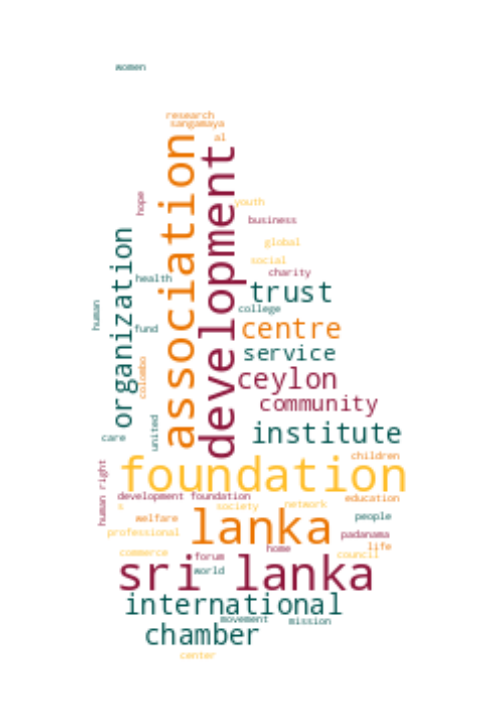 women
research
sangamaya
al
association
development
hope
youth
business
organization
global
social
charity
health
trust
college
human
fund
centre
service
colombo
ceylon
community
united
care
institute
children
foundation
human right
development foundation
education
s
society
network
welfare
people
lanka
professional
padanama
home
life
commerce
forum
council
world
sri lanka
international
movement
mission
chamber
center